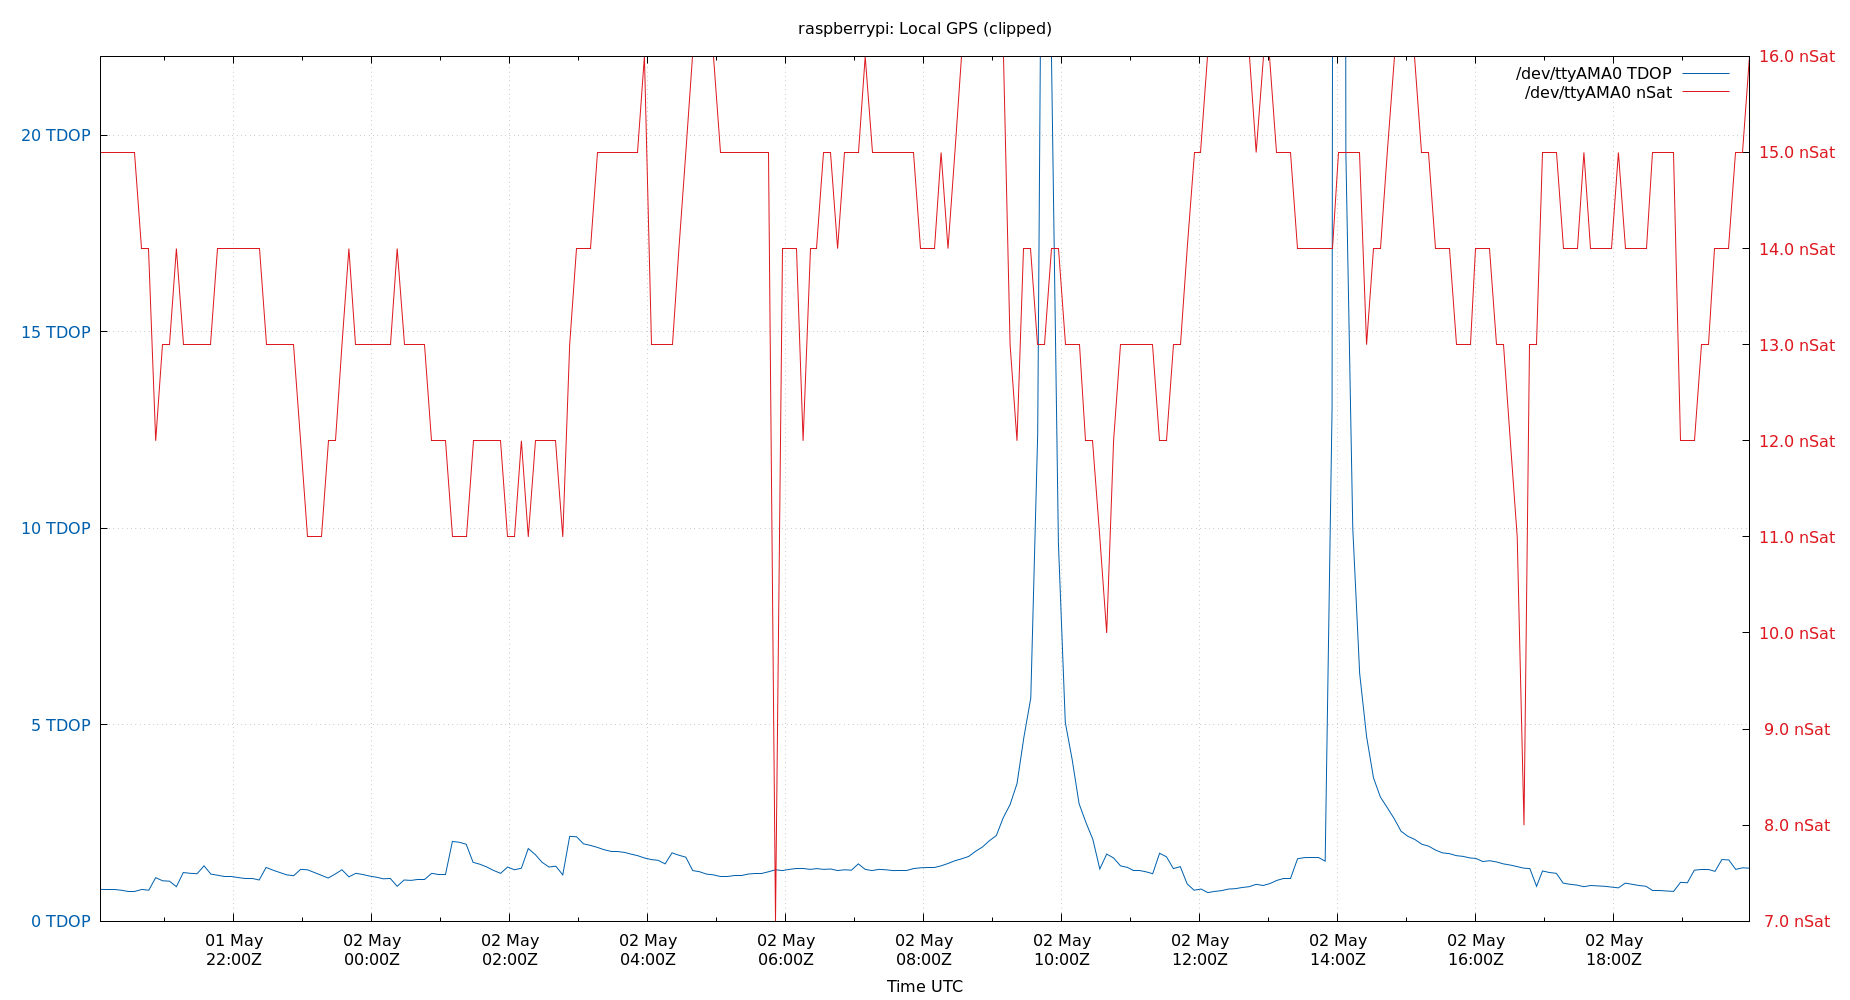 raspberrypi: Local GPS (clipped)
16.0 nSat
/dev/ttyAMA0 TDOP
/dev/ttyAMA0 nSat
20 TDOP
15.0 nSat
14.0 nSat
15 TDOP
13.0 nSat
12.0 nSat
10 TDOP
11.0 nSat
10.0 nSat
5 TDOP
9.0 nSat
8.0 nSat
0 TDOP
7.0 nSat
01 May 02 May 02 May 02 May 02 May 02 May 02 May 02 May 02 May 02 May 02 May
22:00Z 00:00Z 02:00Z 04:00Z 06:00Z 08:00Z 10:00Z 12:00Z 14:00Z 16:00Z 18:00Z
Time UTC